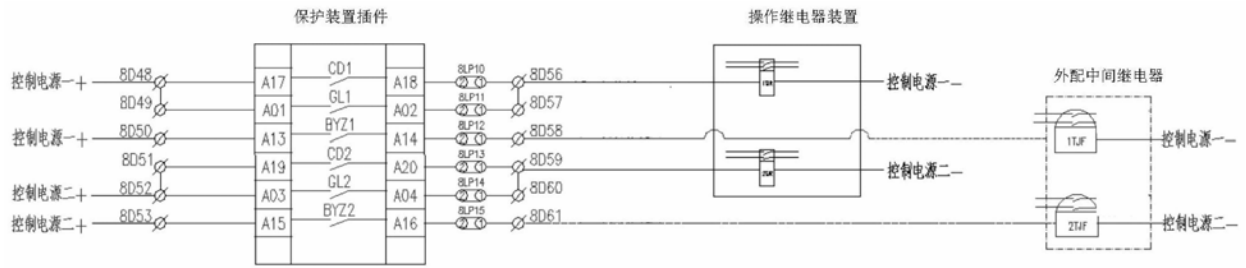 保护装置插件
操作继电器装置
外配中间继电器
控制电源一+ 8D48 A17 CD1 A18 8LP10 8D56 控制电源一-
8D49 A01 GL1 A02 8LP11 8D57
控制电源一+ 8D50 A13 BYZ1 A14 8LP12 8D58 1TJF 控制电源一-
8D51 A19 CD2 A20 8LP13 8D59 控制电源二-
控制电源二+ 8D52 A03 GL2 A04 8LP14 8D60
控制电源二+ 8D53 A15 BYZ2 A16 8LP15 8D61 2TJF 控制电源二-